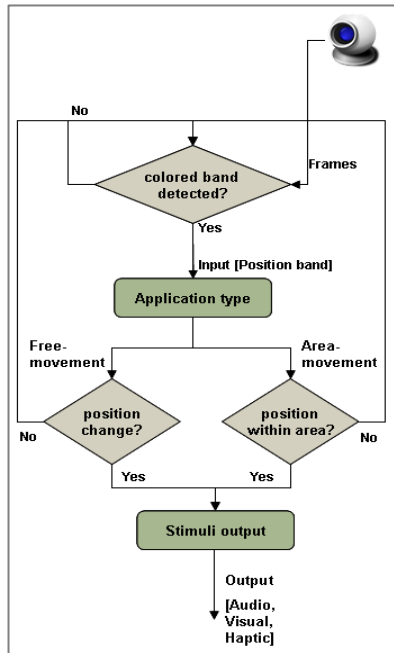 No
colored band
detected?
Frames
Yes
Input [Position band]
Application type
Free-
movement
Area-
movement
position
change?
position
within area?
No
No
Yes
Yes
Stimuli output
Output
[Audio,
Visual,
Haptic]